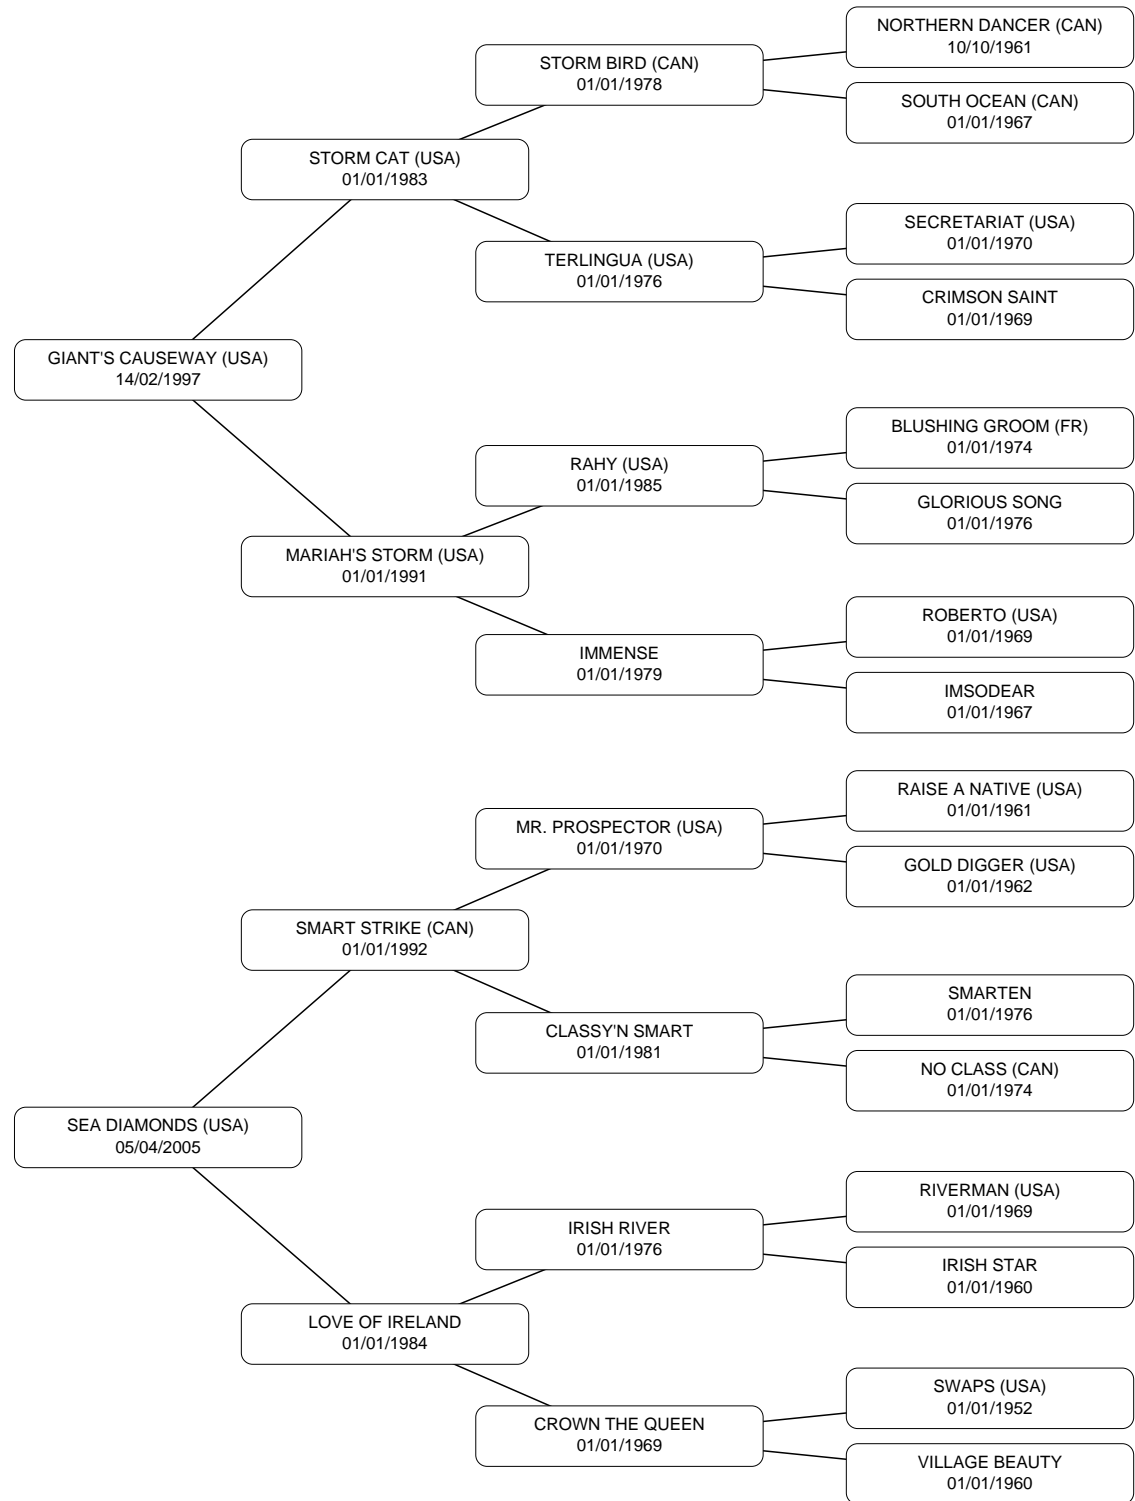 NORTHERN DANCER (CAN)
10/10/1961
STORM BIRD (CAN)
01/01/1978
SOUTH OCEAN (CAN)
01/01/1967
STORM CAT (USA)
01/01/1983
SECRETARIAT (USA)
01/01/1970
TERLINGUA (USA)
01/01/1976
CRIMSON SAINT
01/01/1969
GIANT'S CAUSEWAY (USA)
14/02/1997
BLUSHING GROOM (FR)
01/01/1974
RAHY (USA)
01/01/1985
GLORIOUS SONG
01/01/1976
MARIAH'S STORM (USA)
01/01/1991
ROBERTO (USA)
01/01/1969
IMMENSE
01/01/1979
IMSODEAR
01/01/1967
RAISE A NATIVE (USA)
01/01/1961
MR. PROSPECTOR (USA)
01/01/1970
GOLD DIGGER (USA)
01/01/1962
SMART STRIKE (CAN)
01/01/1992
SMARTEN
01/01/1976
CLASSY'N SMART
01/01/1981
NO CLASS (CAN)
01/01/1974
SEA DIAMONDS (USA)
05/04/2005
RIVERMAN (USA)
01/01/1969
IRISH RIVER
01/01/1976
IRISH STAR
01/01/1960
LOVE OF IRELAND
01/01/1984
SWAPS (USA)
01/01/1952
CROWN THE QUEEN
01/01/1969
VILLAGE BEAUTY
01/01/1960